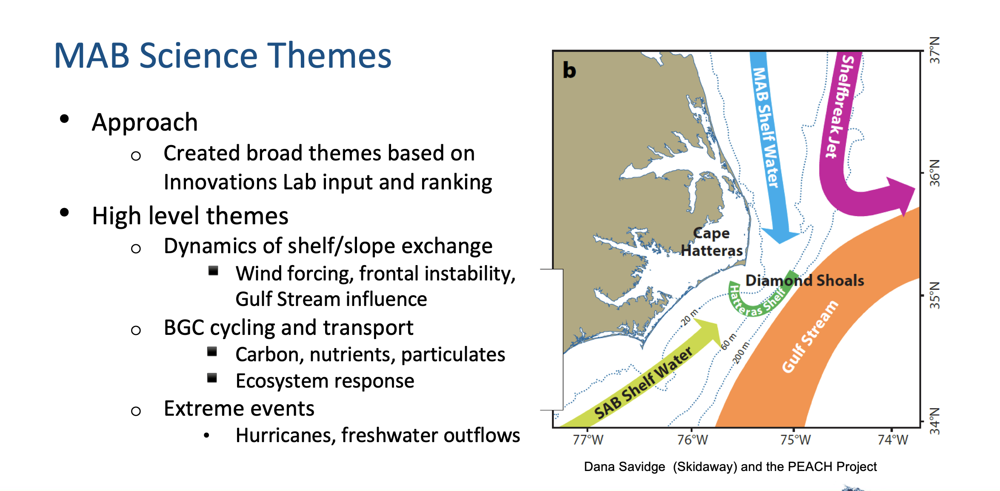 MAB Science Themes
• Approach
o Created broad themes based on
Innovations Lab input and ranking
• High level themes
o Dynamics of shelf/slope exchange
▪ Wind forcing, frontal instability,
Gulf Stream influence
o BGC cycling and transport
▪ Carbon, nutrients, particulates
▪ Ecosystem response
o Extreme events
• Hurricanes, freshwater outflows
b
MAB Shelf Water
Shelfbreak Jet
Cape
Hatteras
Diamond Shoals
Hatteras Shelf
Gulf Stream
SAB Shelf Water
20 m
60 m
200 m
37°N
36°N
35°N
34°N
77°W
76°W
75°W
74°W
Dana Savidge (Skidaway) and the PEACH Project